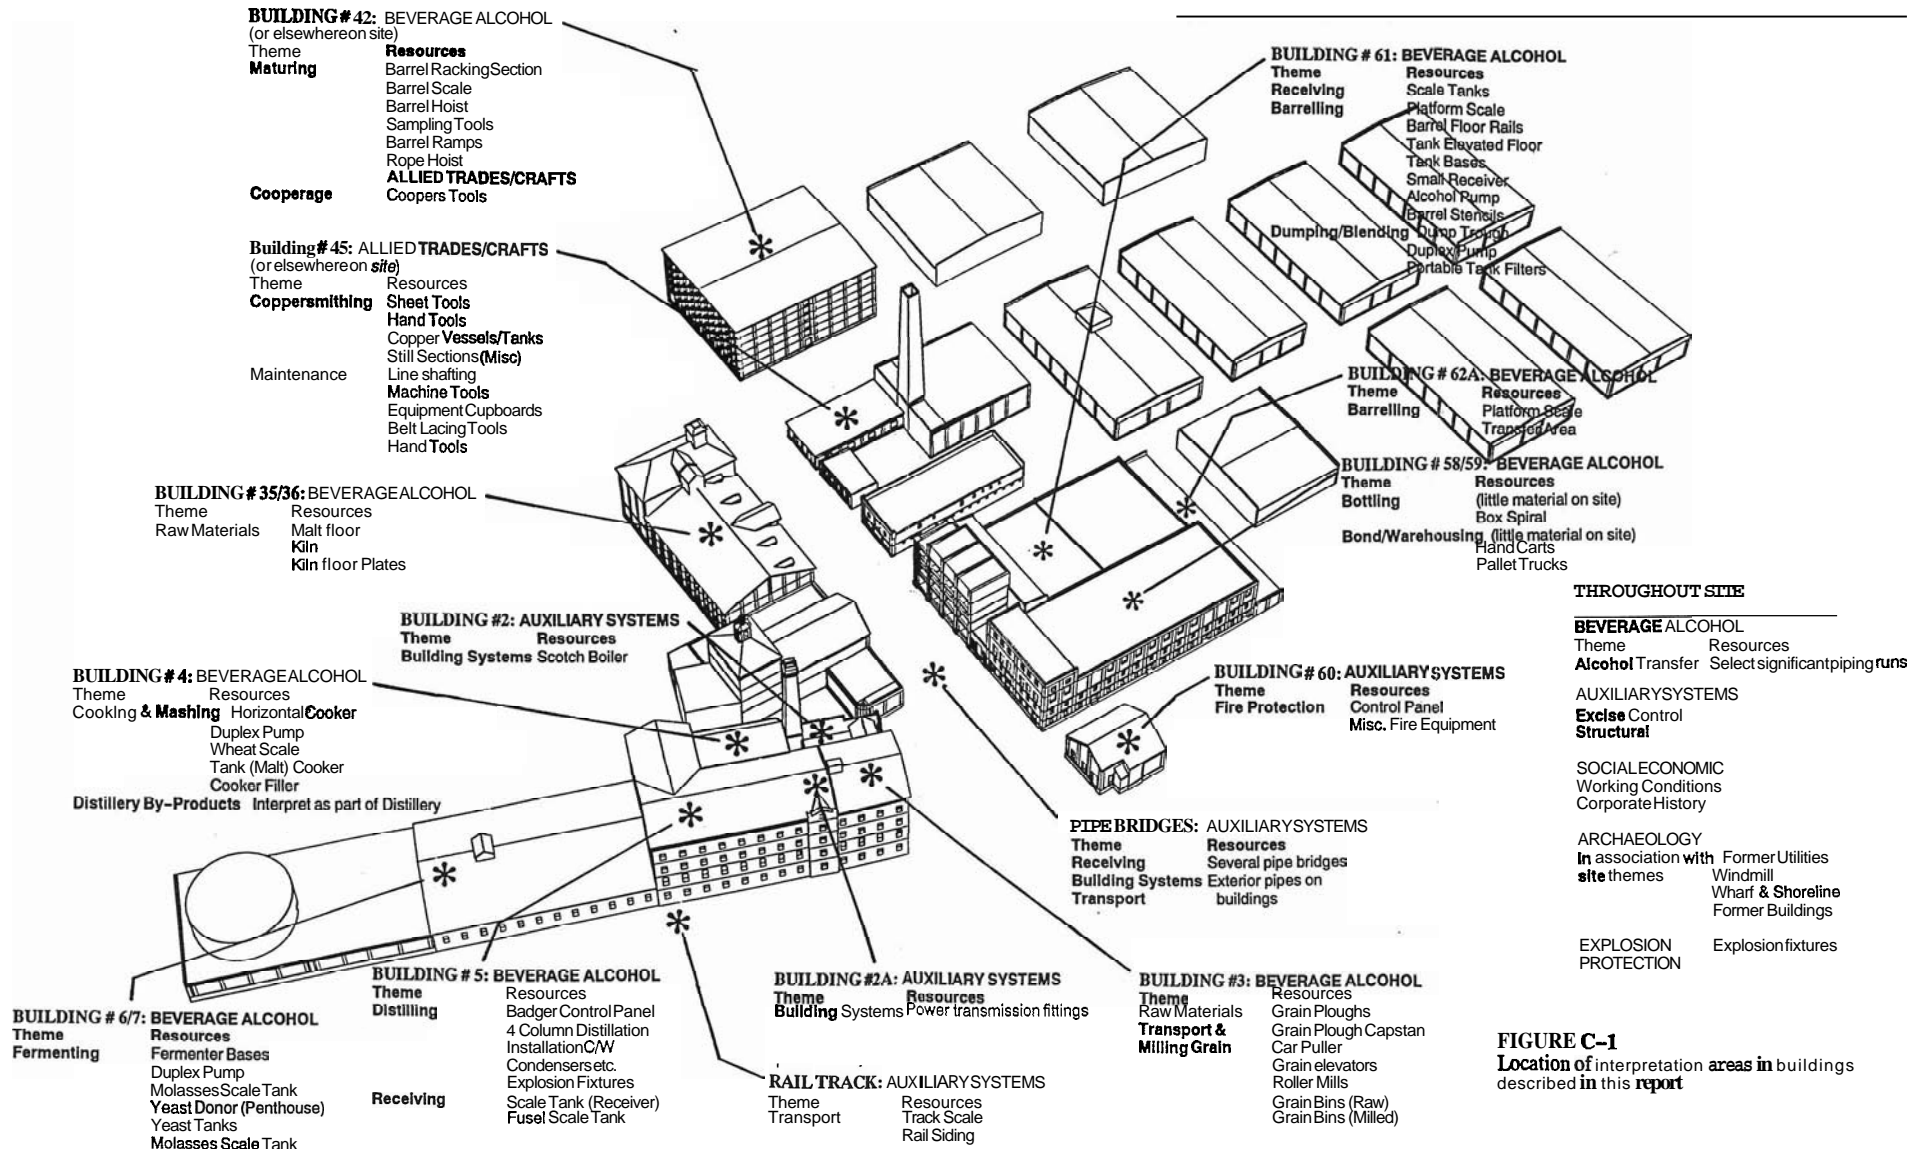 BUILDING # 42: BEVERAGE ALCOHOL
(or elsewhere on site)
Theme Resources
Maturing Barrel Racking Section
Barrel Scale
Barrel Hoist
Sampling Tools
Barrel Ramps
Rope Hoist
ALLIED TRADES/CRAFTS
Cooperage Coopers Tools
Building # 45: ALLIED TRADES/CRAFTS
(or elsewhere on site)
Theme Resources
Coppersmithing Sheet Tools
Hand Tools
Copper Vessels/Tanks
Still Sections (Misc)
Maintenance Line shafting
Machine Tools
Equipment Cupboards
Belt Lacing Tools
Hand Tools
BUILDING # 35/36: BEVERAGE ALCOHOL
Theme Resources
Raw Materials Malt floor
Kiln
Kiln floor Plates
BUILDING #2: AUXILIARY SYSTEMS
Theme Resources
Building Systems Scotch Boiler
BUILDING # 4: BEVERAGE ALCOHOL
Theme Resources
Cooking & Mashing Horizontal Cooker
Duplex Pump
Wheat Scale
Tank (Malt) Cooker
Cooker Filler
Distillery By-Products Interpret as part of Distillery
BUILDING # 6/7: BEVERAGE ALCOHOL
Theme Resources
Fermenting Fermenter Bases
Duplex Pump
Molasses Scale Tank
Yeast Donor (Penthouse)
Yeast Tanks
Molasses Scale Tank
BUILDING # 5: BEVERAGE ALCOHOL
Theme Resources
Distilling Badger Control Panel
4 Column Distillation
Installation C/W
Condensers etc.
Explosion Fixtures
Receiving Scale Tank (Receiver)
Fusel Scale Tank
BUILDING #2A: AUXILIARY SYSTEMS
Theme Resources
Building Systems Power transmission fittings
RAIL TRACK: AUXILIARY SYSTEMS
Theme Resources
Transport Track Scale
Rail Siding
BUILDING #3: BEVERAGE ALCOHOL
Theme Resources
Raw Materials Grain Ploughs
Transport & Grain Plough Capstan
Milling Grain Car Puller
Grain elevators
Roller Mills
Grain Bins (Raw)
Grain Bins (Milled)
PIPE BRIDGES: AUXILIARY SYSTEMS
Theme Resources
Receiving Several pipe bridges
Building Systems Exterior pipes on
Transport buildings
BUILDING # 60: AUXILIARY SYSTEMS
Theme Resources
Fire Protection Control Panel
Misc. Fire Equipment
BUILDING # 61: BEVERAGE ALCOHOL
Theme Resources
Receiving Scale Tanks
Barrelling Platform Scale
Barrel Floor Rails
Tank Elevated Floor
Tank Bases
Small Receiver
Alcohol Pump
Barrel Stencils
Dumping/Blending Dump Trough
Duplex Pump
Portable Tank Filters
BUILDING # 62A: BEVERAGE ALCOHOL
Theme Resources
Barrelling Platform Scale
Transfer Area
BUILDING # 58/59: BEVERAGE ALCOHOL
Theme Resources
Bottling (little material on site)
Box Spiral
Bond/Warehousing (little material on site)
Hand Carts
Pallet Trucks
THROUGHOUT SITE
BEVERAGE ALCOHOL
Theme Resources
Alcohol Transfer Select significant piping runs
AUXILIARY SYSTEMS
Excise Control
Structural
SOCIAL ECONOMIC
Working Conditions
Corporate History
ARCHAEOLOGY
In association with Former Utilities
site themes Windmill
Wharf & Shoreline
Former Buildings
EXPLOSION Explosion fixtures
PROTECTION
FIGURE C-1
Location of interpretation areas in buildings
described in this report